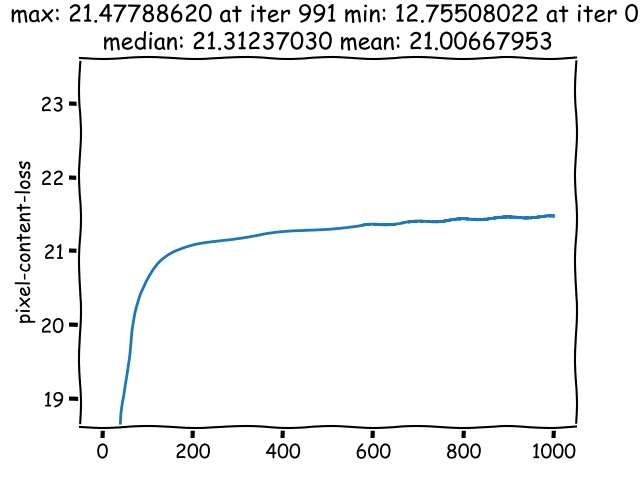 max: 21.47788620 at iter 991 min: 12.75508022 at iter 0
median: 21.31237030 mean: 21.00667953
23
22
21
20
19
pixel-content-loss
0 200 400 600 800 1000